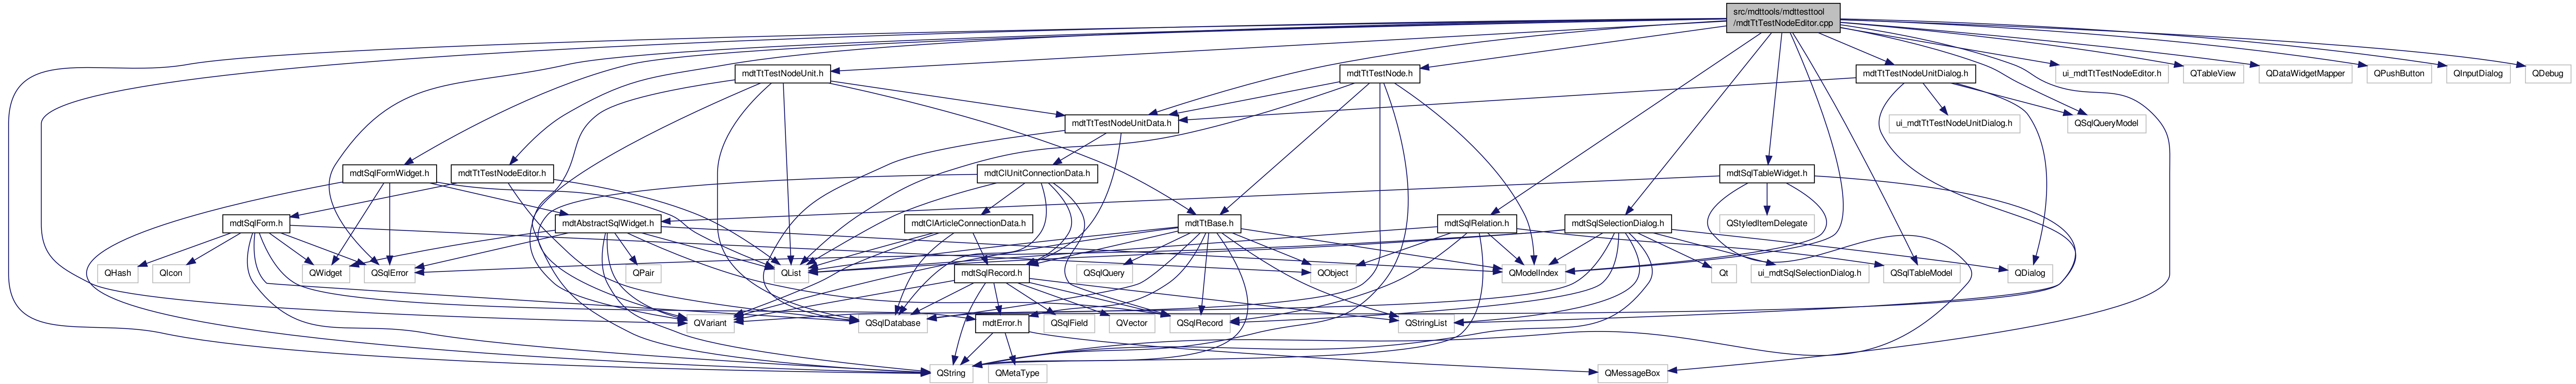 src/mdttools/mdttesttool
/mdtTtTestNodeEditor.cpp
mdtTtTestNodeUnit.h
mdtTtTestNode.h
mdtTtTestNodeUnitDialog.h
ui_mdtTtTestNodeEditor.h
QTableView
QDataWidgetMapper
QPushButton
QInputDialog
QDebug
mdtTtTestNodeUnitData.h
ui_mdtTtTestNodeUnitDialog.h
QSqlQueryModel
mdtSqlFormWidget.h
mdtTtTestNodeEditor.h
mdtClUnitConnectionData.h
mdtSqlTableWidget.h
mdtSqlForm.h
mdtAbstractSqlWidget.h
mdtClArticleConnectionData.h
mdtTtBase.h
mdtSqlRelation.h
mdtSqlSelectionDialog.h
QStyledItemDelegate
QHash
QIcon
QWidget
QSqlError
QPair
QList
mdtSqlRecord.h
QSqlQuery
QObject
QModelIndex
Qt
ui_mdtSqlSelectionDialog.h
QSqlTableModel
QDialog
QVariant
QSqlDatabase
mdtError.h
QSqlField
QVector
QSqlRecord
QStringList
QString
QMetaType
QMessageBox